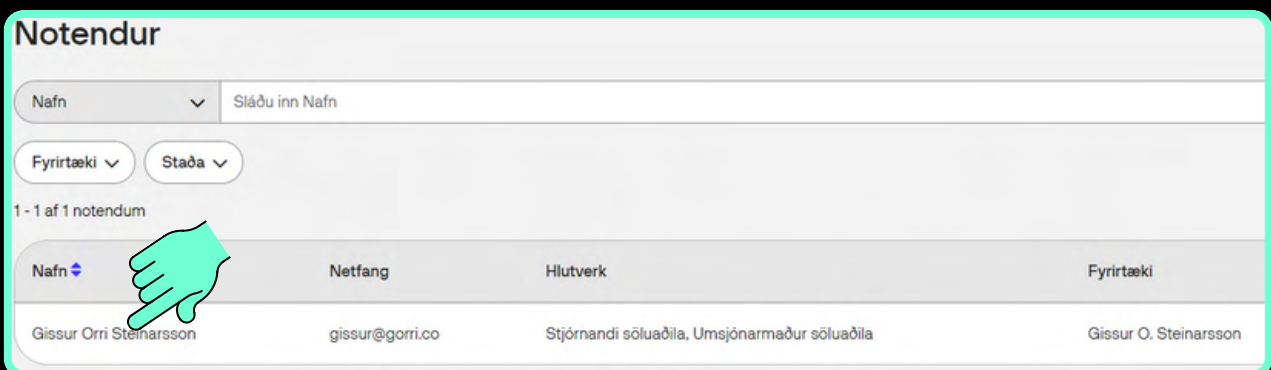 Notendur
Nafn Sláðu inn Nafn
Fyrirtæki Staða
1 - 1 af 1 notendum
Nafn Netfang Hlutverk Fyrirtæki
Gissur Orri Steinarsson gissur@gorri.co Stjórnandi söluaðila, Umsjónarmaður söluaðila Gissur O. Steinarsson